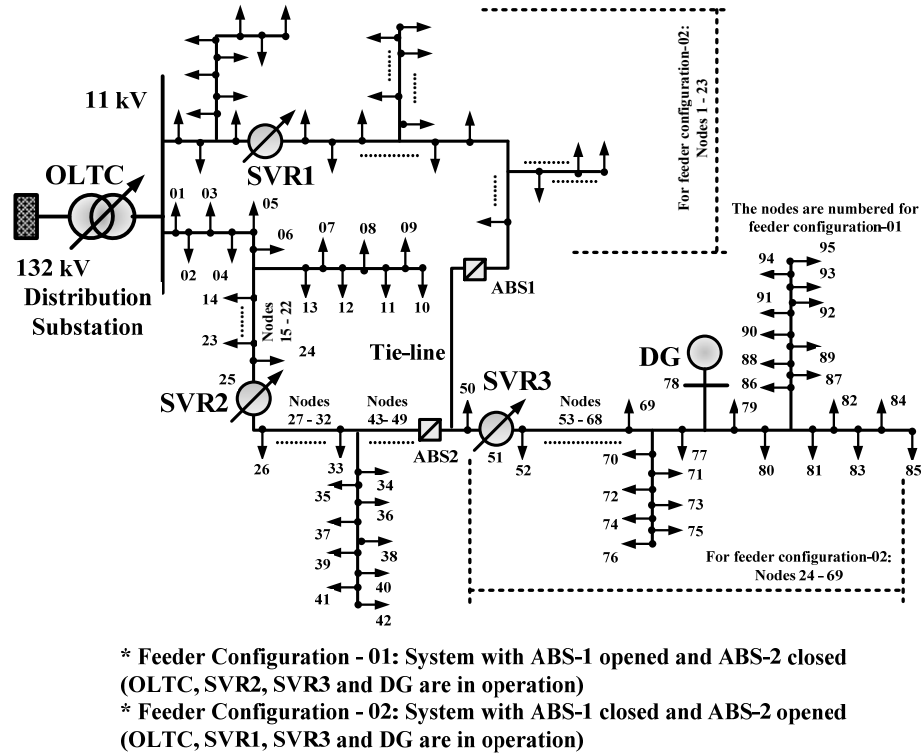 11 kV
OLTC
SVR1
For feeder configuration-02:
Nodes 1 - 23
The nodes are numbered for
feeder configuration-01
132 kV
Distribution
Substation
01
03
05
02
04
06
07
08
09
13
12
11
10
14
Nodes
15 - 22
23
24
25
SVR2
ABS1
Tie-line
26
Nodes
27 - 32
33
Nodes
43- 49
ABS2
34
35
36
37
38
39
40
41
42
50
SVR3
51
52
Nodes
53 - 68
69
70
71
72
73
74
75
76
77
DG
78
79
80
81
82
83
84
85
86
87
88
89
90
91
92
93
94
95
For feeder configuration-02:
Nodes 24 - 69
* Feeder Configuration - 01: System with ABS-1 opened and ABS-2 closed
(OLTC, SVR2, SVR3 and DG are in operation)
* Feeder Configuration - 02: System with ABS-1 closed and ABS-2 opened
(OLTC, SVR1, SVR3 and DG are in operation)